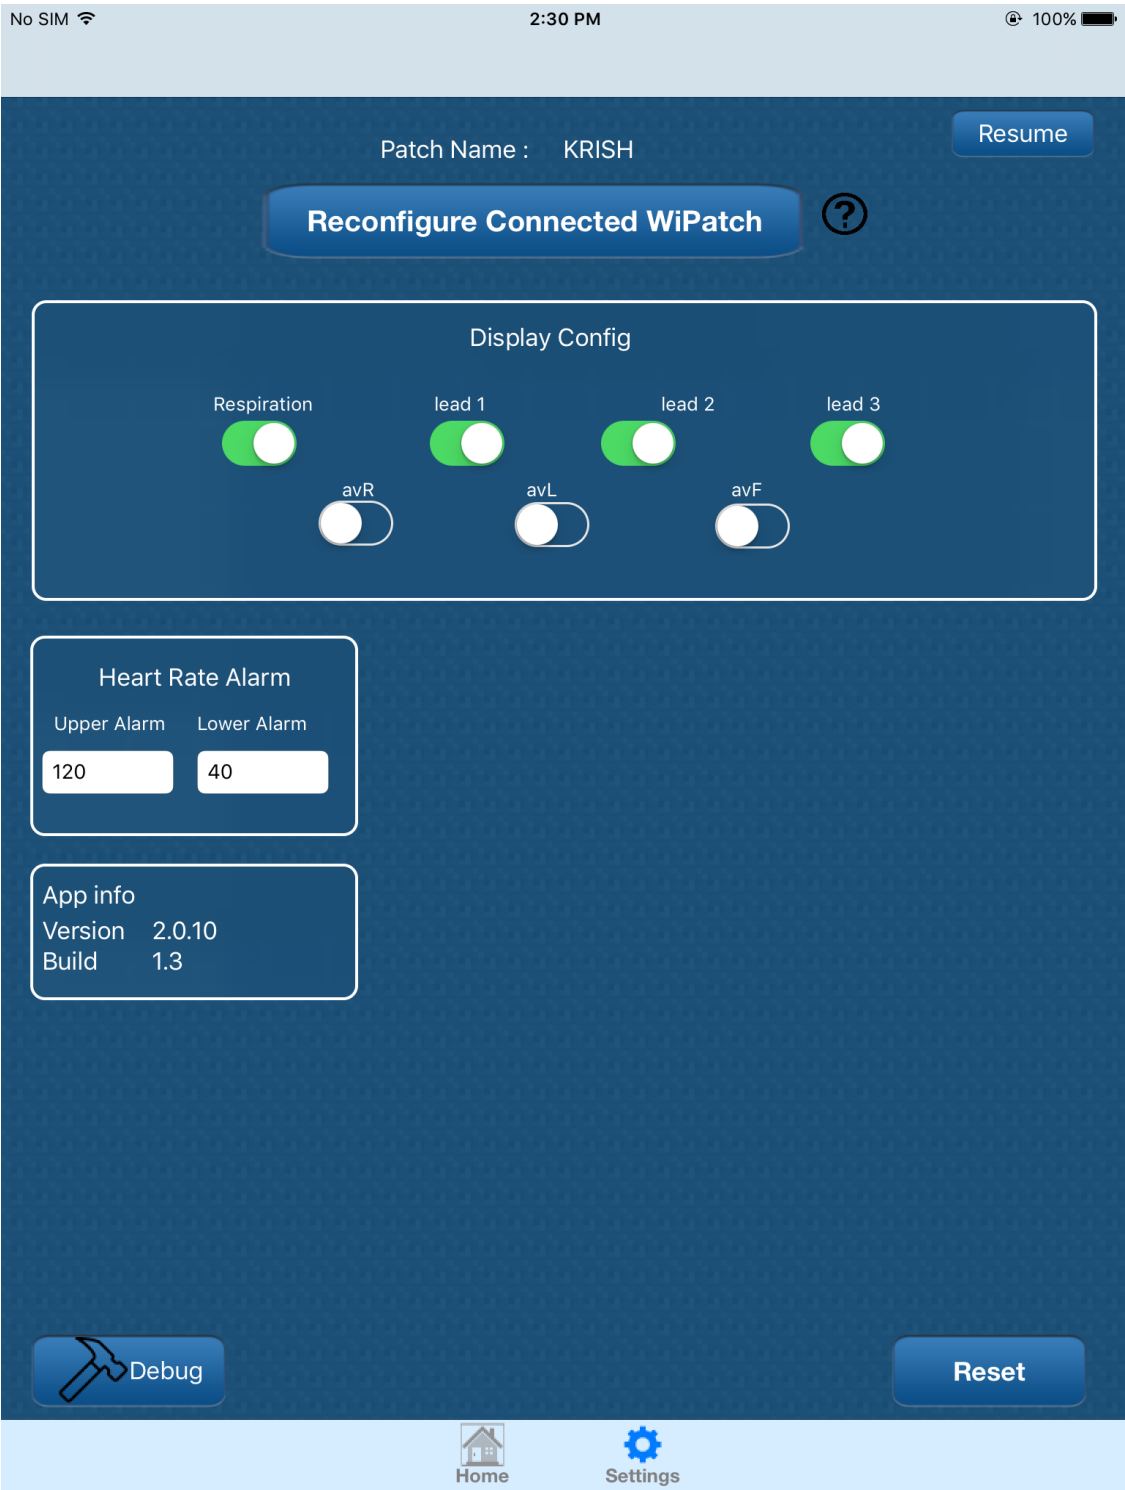 No SIM 2:30 PM 100%
Resume
Patch Name : KRISH
Reconfigure Connected WiPatch ?
Display Config
Respiration lead 1 lead 2 lead 3
avR avL avF
Heart Rate Alarm
Upper Alarm Lower Alarm
120 40
App info
Version 2.0.10
Build 1.3
Debug Reset
Home Settings